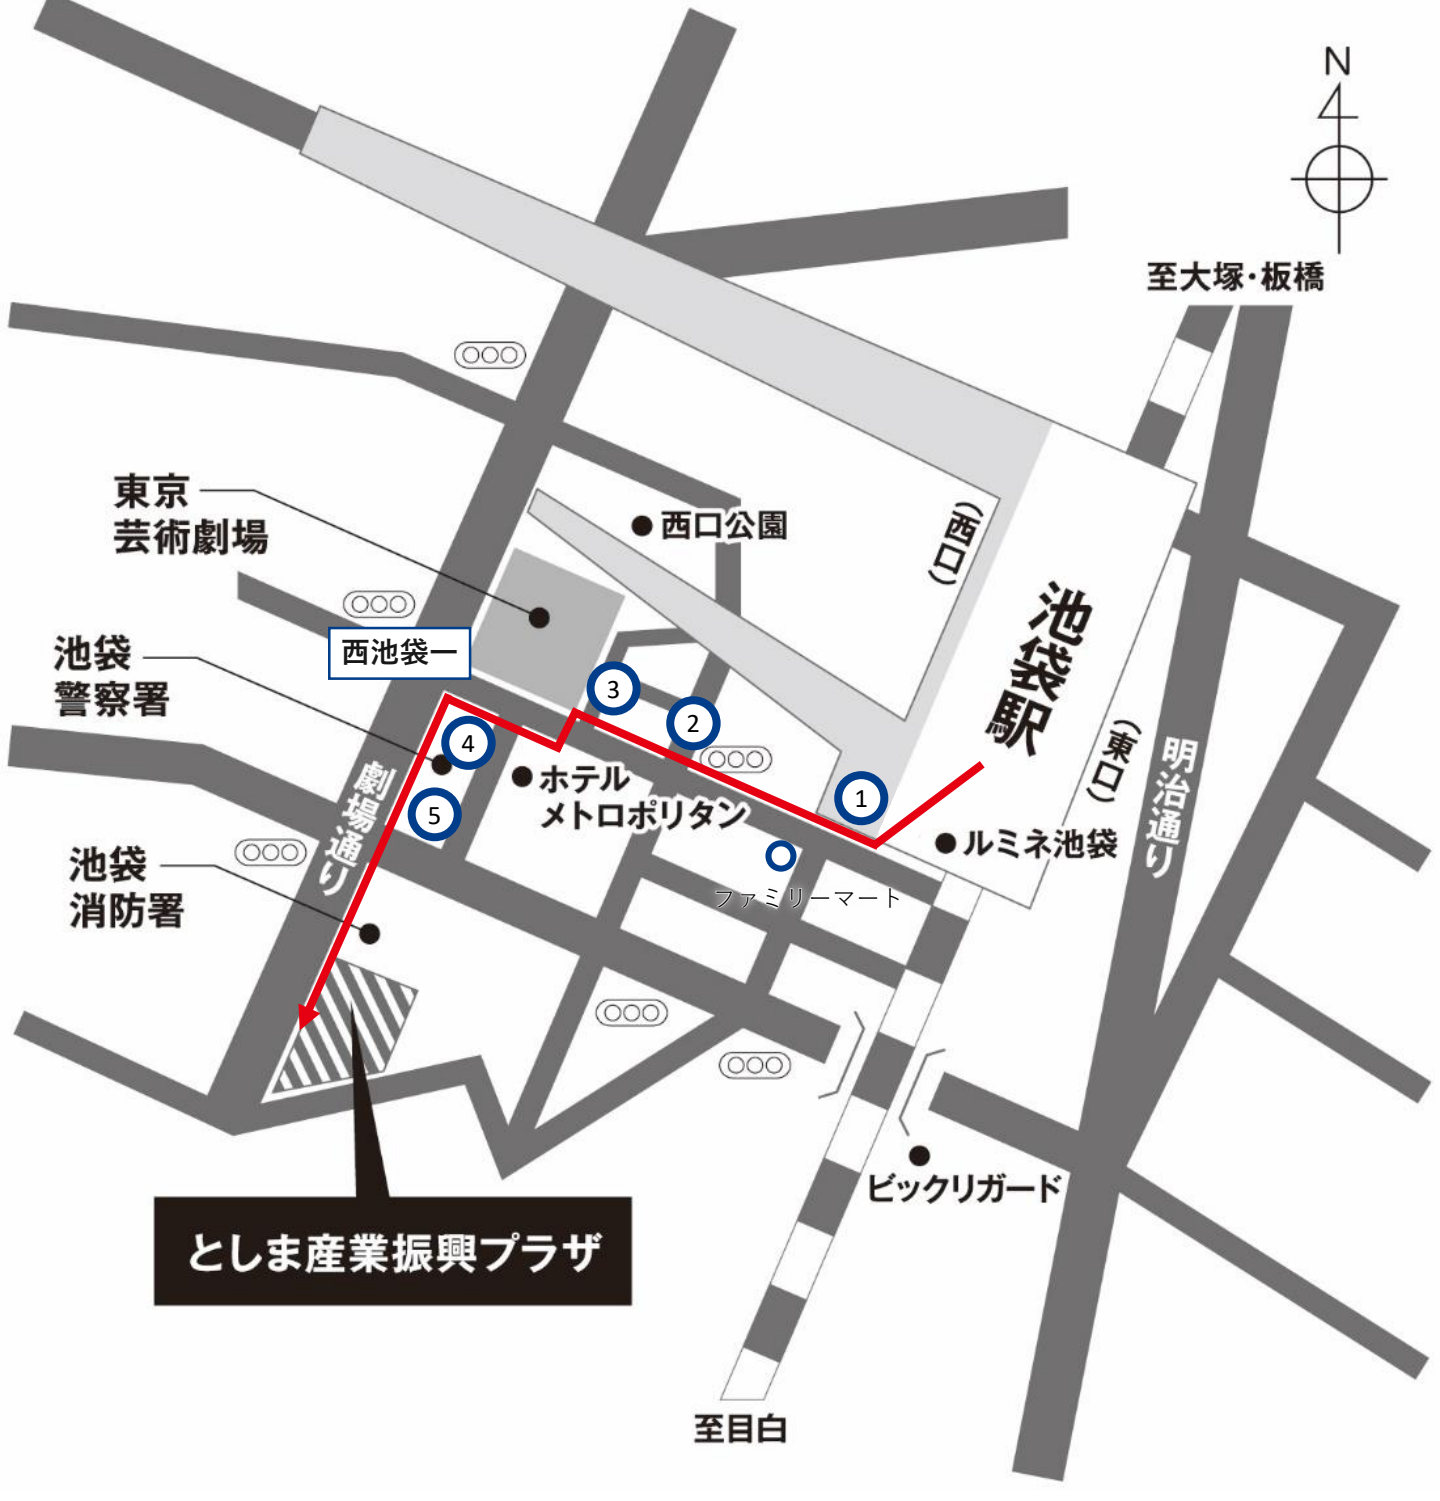 N
至大塚・板橋
東京
芸術劇場
西口公園
(西口)
池袋駅
西池袋一
池袋
警察署
3
2
4
(東口)
明治通り
劇場通り
ホテル
メトロポリタン
1
5
ルミネ池袋
池袋
消防署
ファミリーマート
ビックリガード
としま産業振興プラザ
至目白